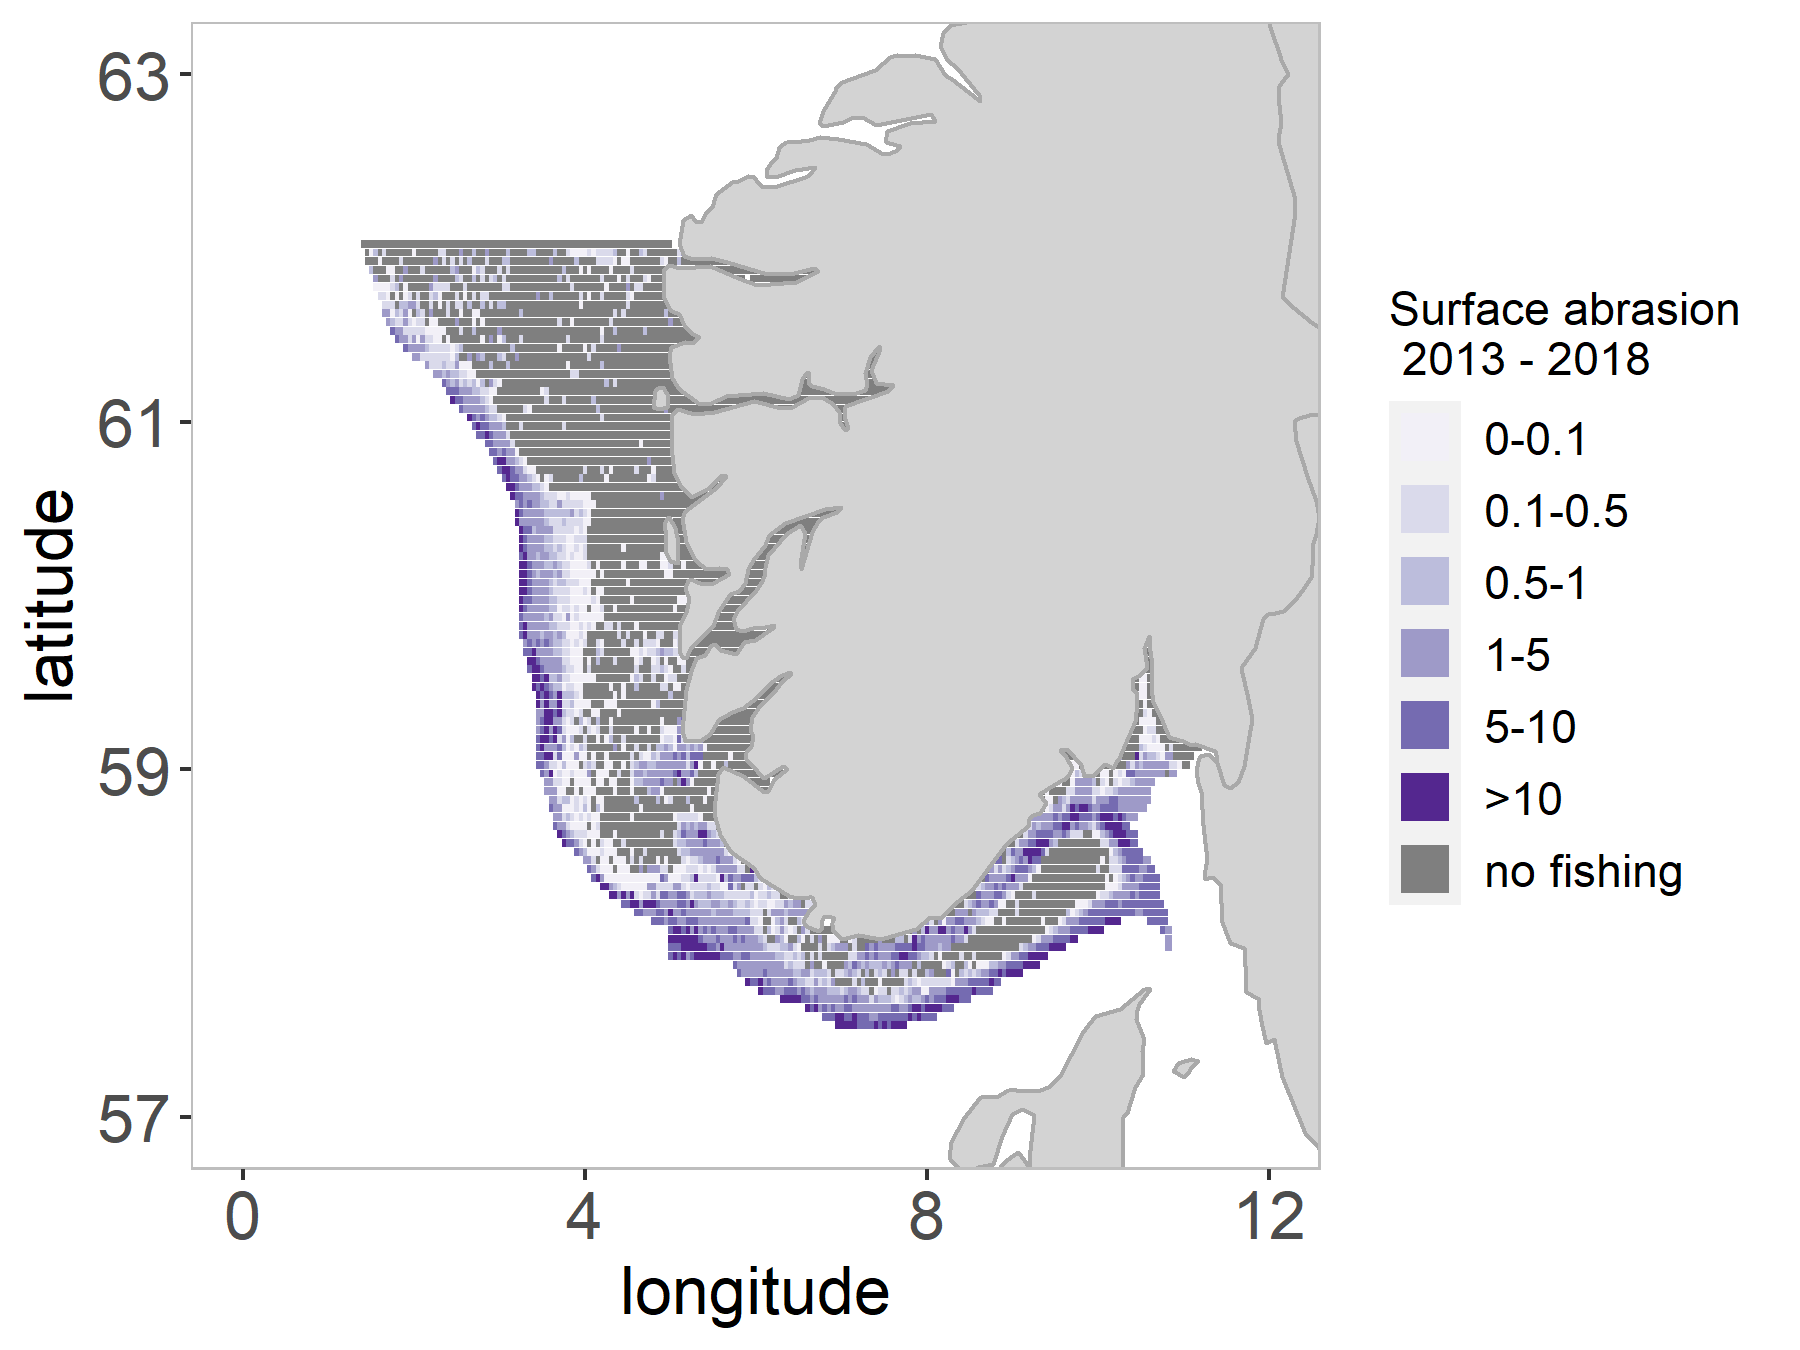 63
61
59
57
latitude
0
4
8
12
longitude
Surface abrasion
2013 - 2018
0-0.1
0.1-0.5
0.5-1
1-5
5-10
>10
no fishing